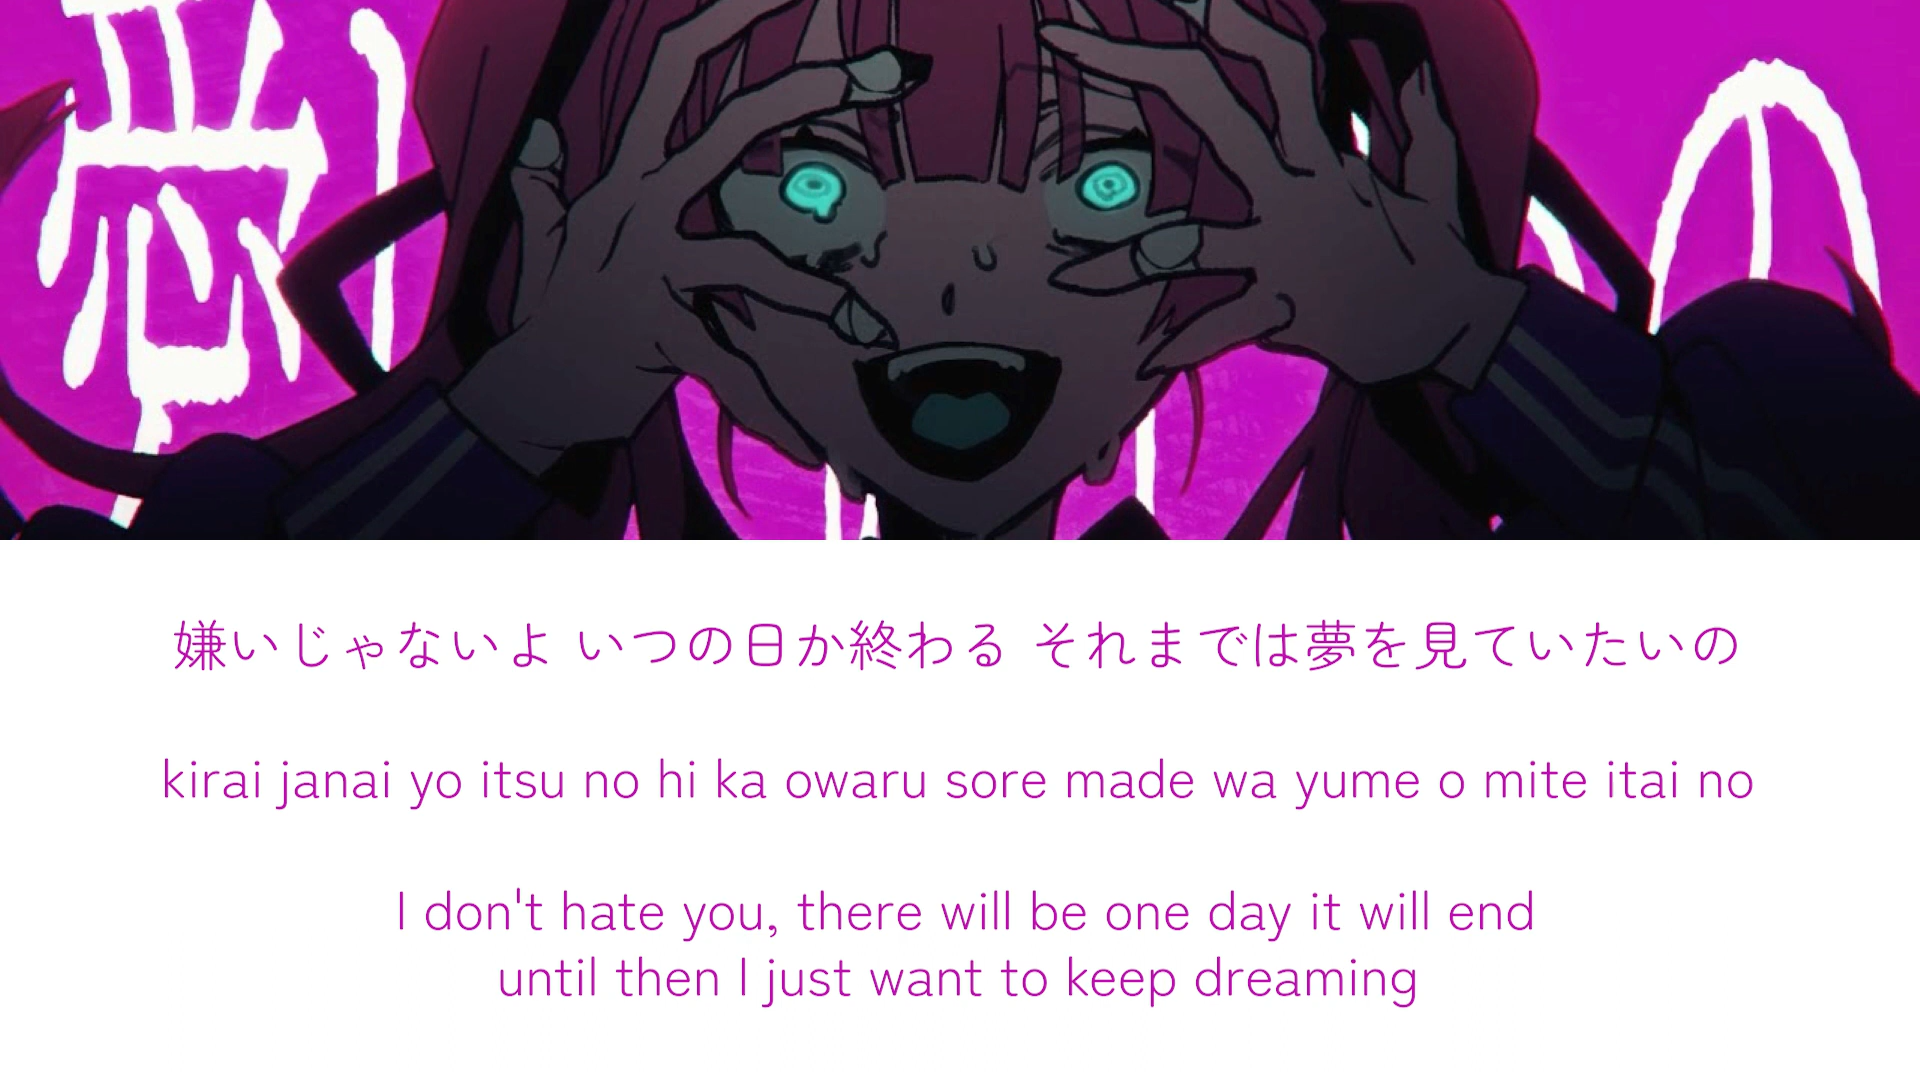 嫌いじゃないよ いつの日か終わる それまでは夢を見ていたいの
kirai janai yo itsu no hi ka owaru sore made wa yume o mite itai no
I don't hate you, there will be one day it will end
until then I just want to keep dreaming